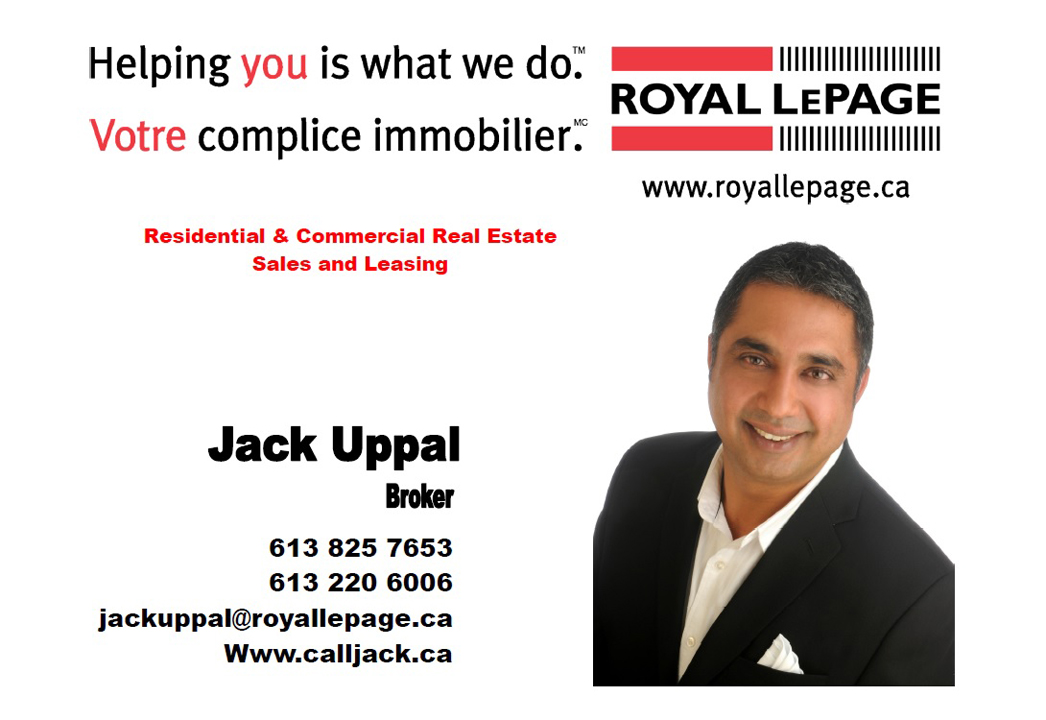 Helping you is what we do.™
Votre complice immobilier.MC
ROYAL LEPAGE
www.royallepage.ca
Residential & Commercial Real Estate
Sales and Leasing
Jack Uppal
Broker
613 825 7653
613 220 6006
jackuppal@royallepage.ca
Www.calljack.ca